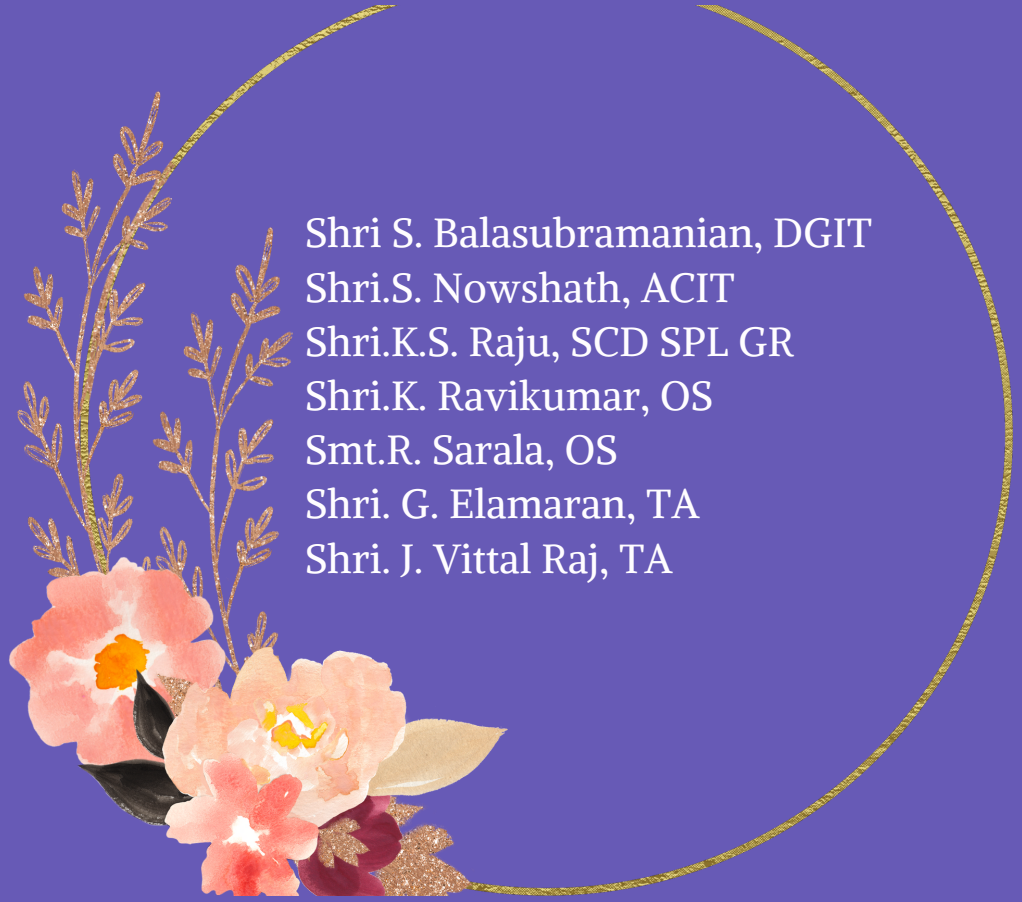 Shri S. Balasubramanian, DGIT
Shri.S. Nowshath, ACIT
Shri.K.S. Raju, SCD SPL GR
Shri.K. Ravikumar, OS
Smt.R. Sarala, OS
Shri. G. Elamaran, TA
Shri. J. Vittal Raj, TA